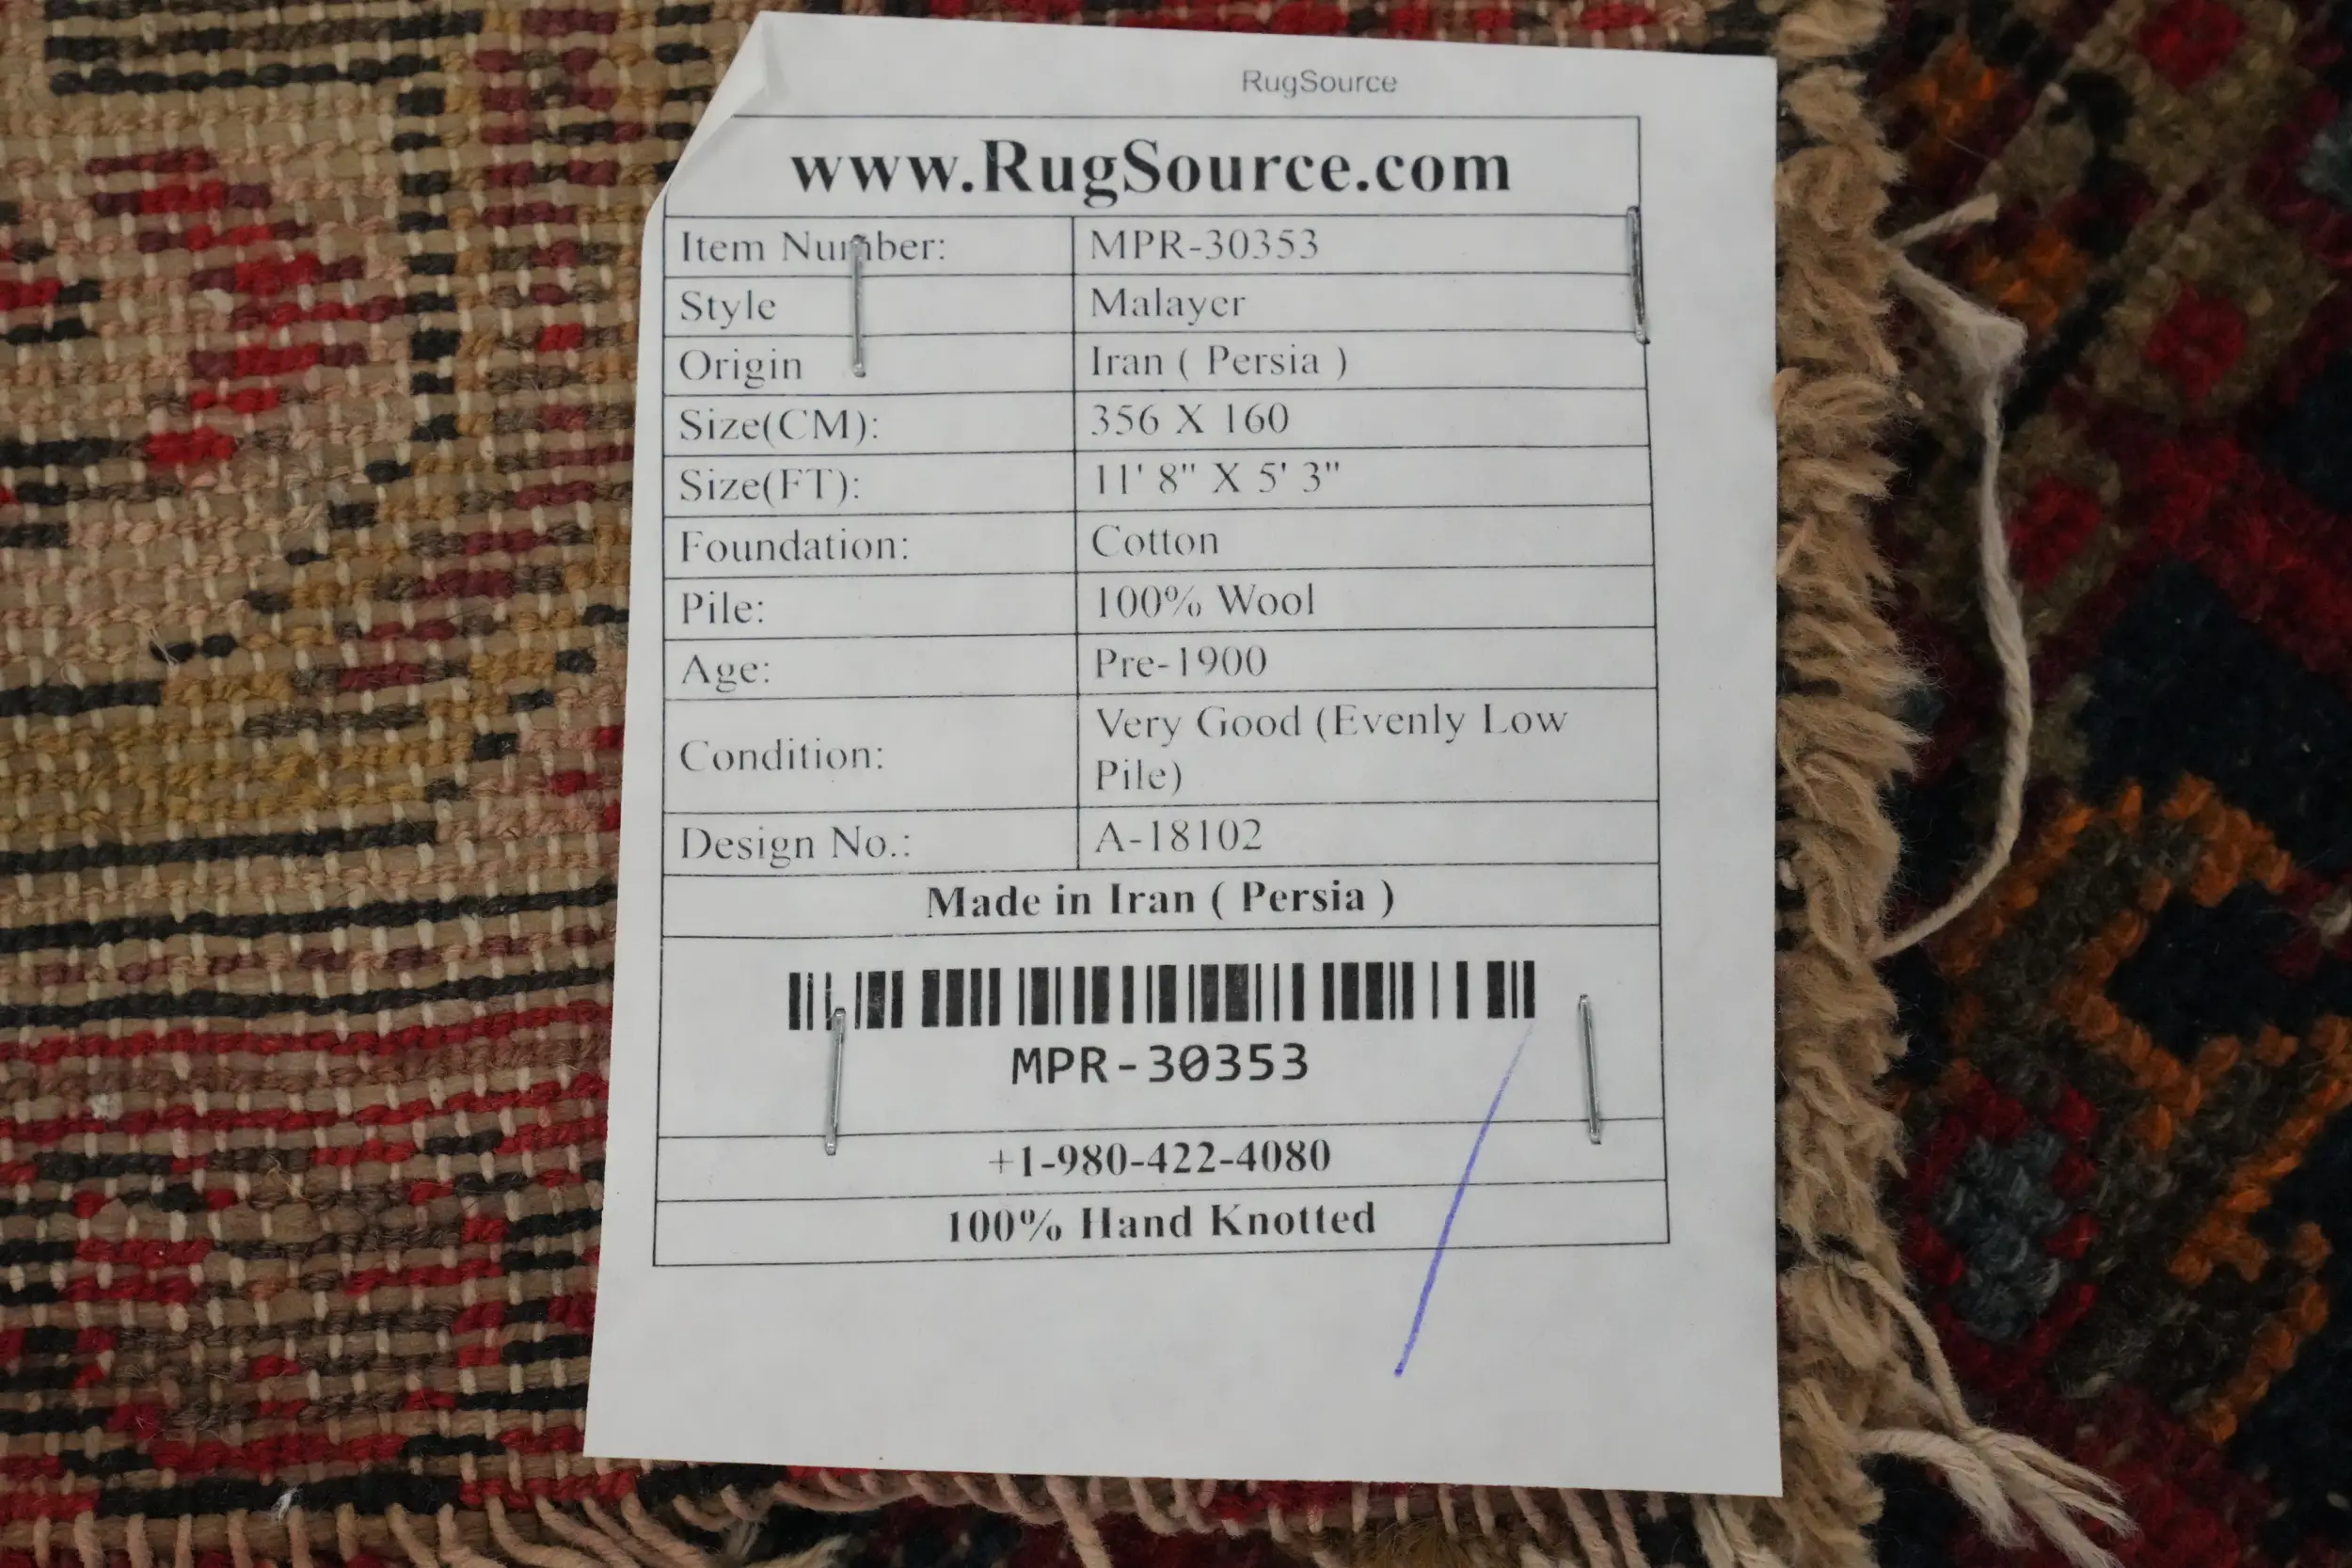 RugSource
www.RugSource.com
Item Number: MPR-30353
Style Malayer
Origin Iran ( Persia )
Size(CM): 356 X 160
Size(FT): 11' 8" X 5' 3"
Foundation: Cotton
Pile: 100% Wool
Age: Pre-1900
Condition: Very Good (Evenly Low
Pile)
Design No.: A-18102
Made in Iran ( Persia )
MPR-30353
+1-980-422-4080
100% Hand Knotted